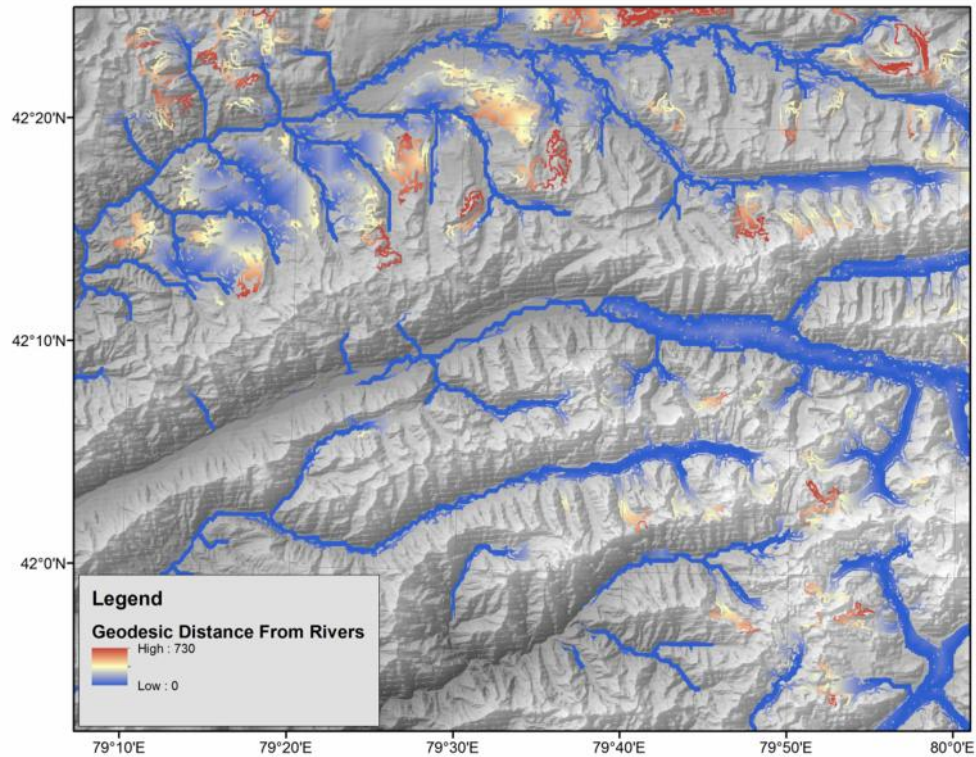 42°20'N
42°10'N
42°0'N
Legend
Geodesic Distance From Rivers
High : 730
Low : 0
79°10'E 79°20'E 79°30'E 79°40'E 79°50'E 80°0'E